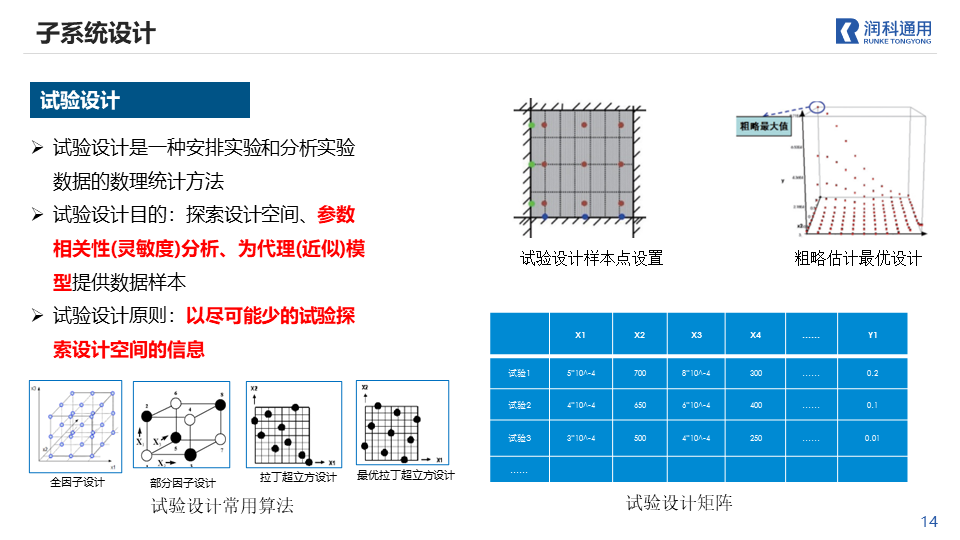 子系统设计
润科通用
RUNKE TONGYONG
试验设计
试验设计是一种安排实验和分析实验
数据的数理统计方法
试验设计目的：探索设计空间、参数
相关性(灵敏度)分析、为代理(近似)模
型提供数据样本
试验设计原则：以尽可能少的试验探
索设计空间的信息
全因子设计
部分因子设计
拉丁超立方设计
最优拉丁超立方设计
试验设计常用算法
试验设计样本点设置
粗略最大值
粗略估计最优设计
X1 X2 X3 X4 …… Y1
试验1 5*10^-4 700 8*10^-4 300 …… 0.2
试验2 4*10^-4 650 6*10^-4 400 …… 0.1
试验3 3*10^-4 500 4*10^-4 250 …… 0.01
……
试验设计矩阵
14